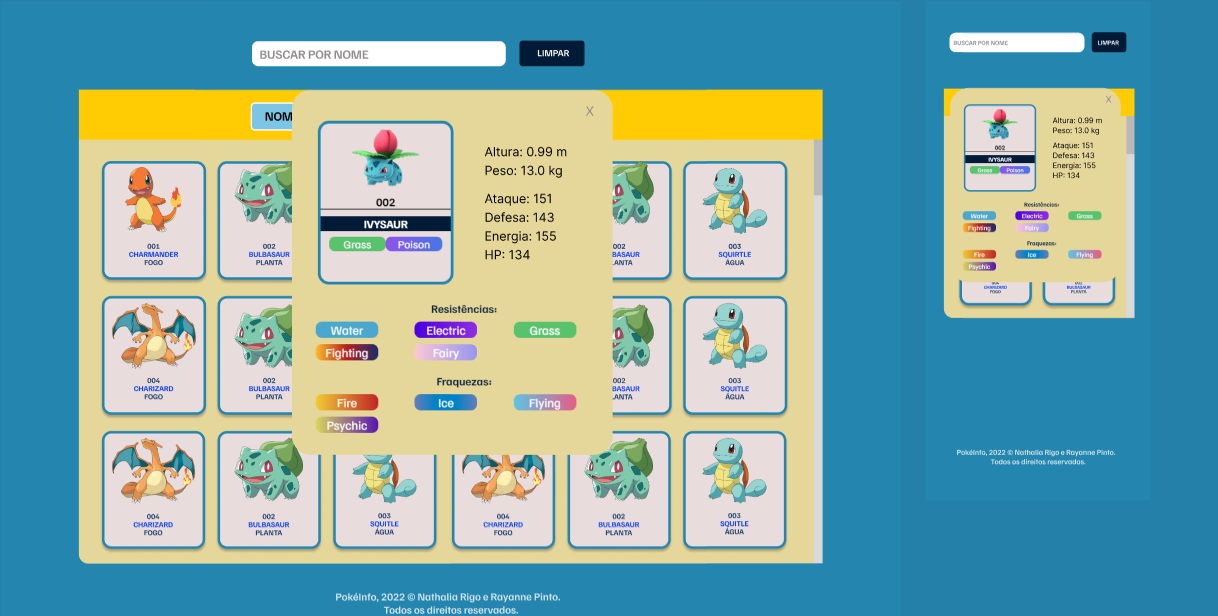 BUSCAR POR NOME
LIMPAR
NOM
X
002
IVYSAUR
Grass
Poison
Altura: 0.99 m
Peso: 13.0 kg
Ataque: 151
Defesa: 143
Energia: 155
HP: 134
Resistências:
Water
Electric
Grass
Fighting
Fairy
Fraquezas:
Fire
Ice
Flying
Psychic
001
CHARMANDER
FOGO
002
BULBASAUR
PLANTA
002
BASAUR
LANTA
003
SQUIRTLE
ÁGUA
004
CHARIZARD
FOGO
002
BULBASAUR
PLANTA
002
BASAUR
LANTA
003
SQUITLE
ÁGUA
004
CHARIZARD
FOGO
002
BULBASAUR
PLANTA
003
SQUITLE
ÁGUA
004
CHARIZARD
FOGO
002
BULBASAUR
PLANTA
003
SQUITLE
ÁGUA
PokéInfo, 2022 © Nathalia Rigo e Rayanne Pinto.
Todos os direitos reservados.
BUSCAR POR NOME
LIMPAR
X
002
IVYSAUR
Grass
Poison
Altura: 0.99 m
Peso: 13.0 kg
Ataque: 151
Defesa: 143
Energia: 155
HP: 134
Resistências:
Water
Electric
Grass
Fighting
Fairy
Fraquezas:
Fire
Ice
Flying
Psychic
CHARIZARD
FOGO
BULBASAUR
PLANTA
PokéInfo, 2022 © Nathalia Rigo e Rayanne Pinto.
Todos os direitos reservados.